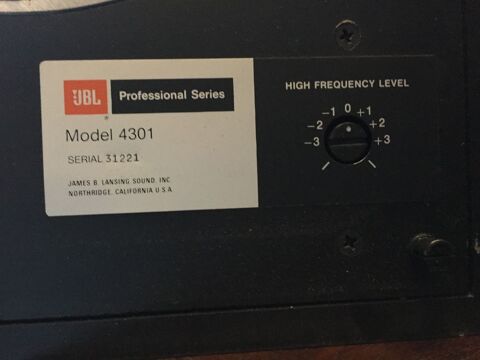 JBL Professional Series
Model 4301
SERIAL 31221
JAMES B. LANSING SOUND, INC.
NORTHRIDGE, CALIFORNIA U.S.A.
HIGH FREQUENCY LEVEL
-1 0 +1
-2 +2
-3 +3